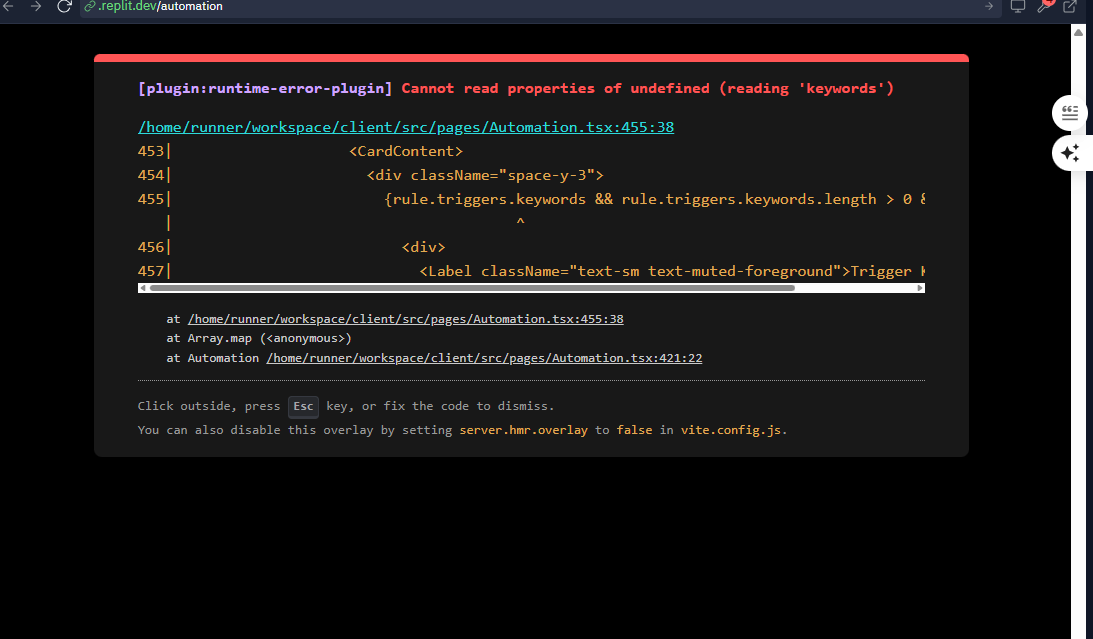 .replit.dev/automation
[plugin:runtime-error-plugin] Cannot read properties of undefined (reading 'keywords')
/home/runner/workspace/client/src/pages/Automation.tsx:455:38
453|                    <CardContent>
454|                      <div className="space-y-3">
455|                        {rule.triggers.keywords && rule.triggers.keywords.length > 0 &
   |                                       ^
456|                          <div>
457|                            <Label className="text-sm text-muted-foreground">Trigger K
at /home/runner/workspace/client/src/pages/Automation.tsx:455:38
at Array.map (<anonymous>)
at Automation /home/runner/workspace/client/src/pages/Automation.tsx:421:22
Click outside, press Esc key, or fix the code to dismiss.
You can also disable this overlay by setting server.hmr.overlay to false in vite.config.js.